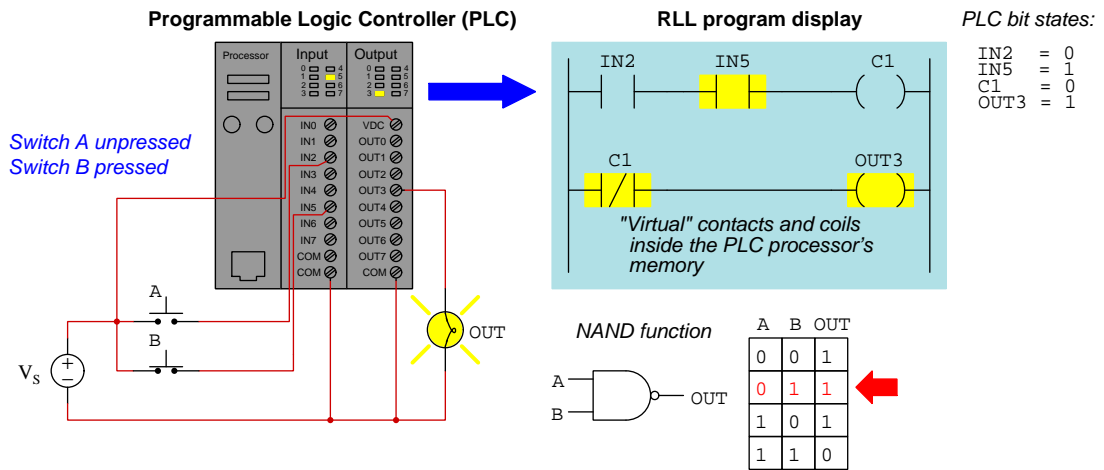 Programmable Logic Controller (PLC)
RLL program display
PLC bit states:
IN2 = 0
IN5 = 1
C1 = 0
OUT3 = 1
Switch A unpressed
Switch B pressed
Processor
Input
Output
0 4
1 5
2 6
3 7
0 4
1 5
2 6
3 7
IN0
IN1
IN2
IN3
IN4
IN5
IN6
IN7
COM
COM
VDC
OUT0
OUT1
OUT2
OUT3
OUT4
OUT5
OUT6
OUT7
COM
A
B
VS
+
−
OUT
IN2 IN5 C1
C1 OUT3
"Virtual" contacts and coils
inside the PLC processor's
memory
NAND function
A
B
OUT
A B OUT
0 0 1
0 1 1
1 0 1
1 1 0